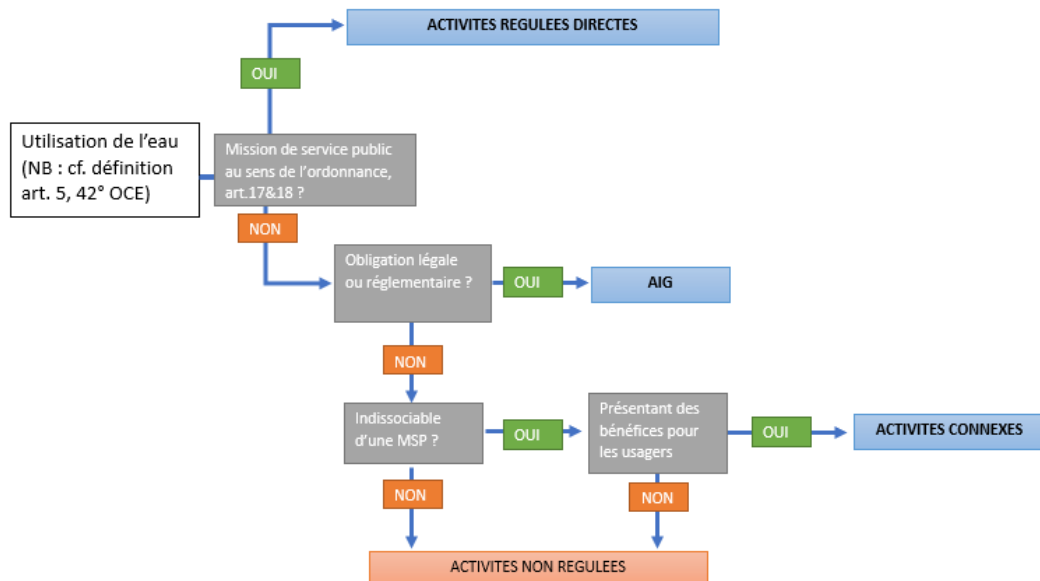 ACTIVITES REGULEES DIRECTES
OUI
Utilisation de l’eau
(NB : cf. définition
art. 5, 42° OCE)
Mission de service public
au sens de l’ordonnance,
art.17&18 ?
NON
Obligation légale
ou réglementaire ?
OUI
AIG
NON
Indissociable
d’une MSP ?
OUI
Présentant des
bénéfices pour
les usagers
OUI
ACTIVITES CONNEXES
NON
NON
ACTIVITES NON REGULEES